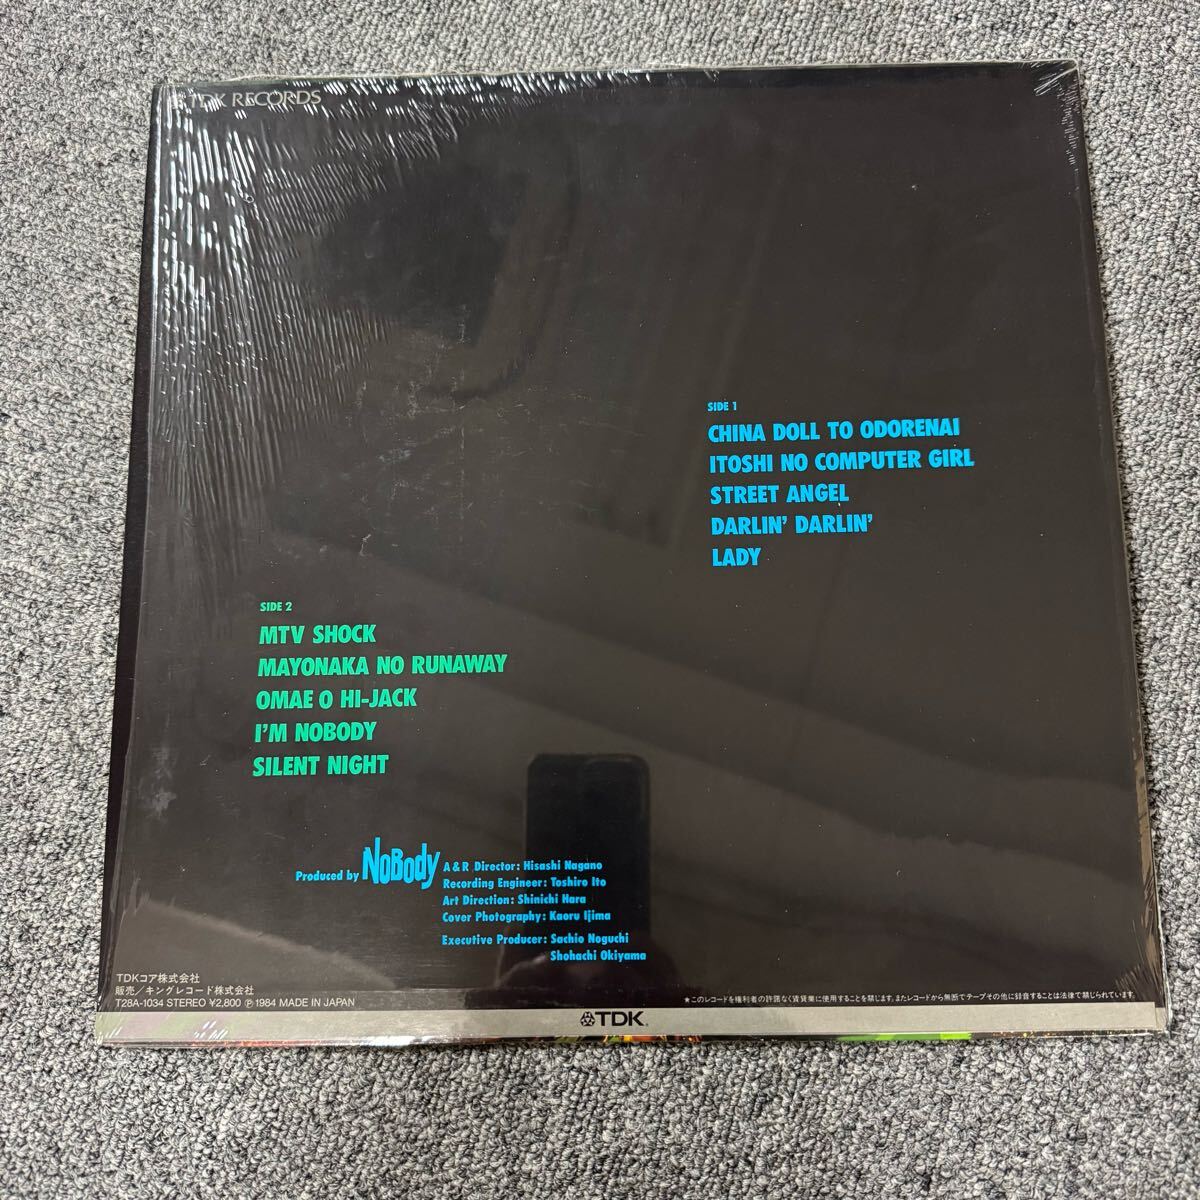 TDK RECORDS
SIDE 1
CHINA DOLL TO ODORENAI
ITOSHI NO COMPUTER GIRL
STREET ANGEL
DARLIN' DARLIN'
LADY
SIDE 2
MTV SHOCK
MAYONAKA NO RUNAWAY
OMAE O HI-JACK
I'M NOBODY
SILENT NIGHT
Produced by NoBody
A & R Director: Hisashi Nagano
Recording Engineer: Toshiro Ito
Art Direction: Shinichi Hara
Cover Photography: Kaoru Ijima
Executive Producer: Sachio Noguchi
Shohachi Okiyama
TDKコア株式会社
販売/キングレコード株式会社
T28A-1034 STEREO ¥2,800 ℗ 1984 MADE IN JAPAN
★このレコードを権利者の許諾なく賃貸業に使用することを禁じます。またレコードから無断でテープその他に録音することは法律で禁じられています。
TDK®